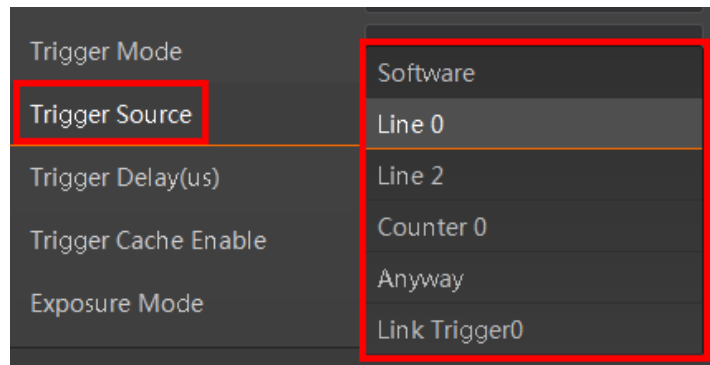 Trigger Mode
Software
Trigger Source
Line 0
Trigger Delay(us)
Line 2
Trigger Cache Enable
Counter 0
Anyway
Exposure Mode
Link Trigger0